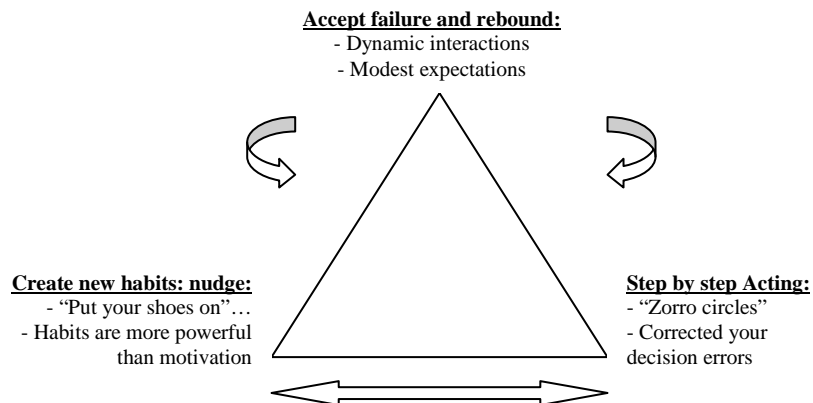 Accept failure and rebound:
- Dynamic interactions
- Modest expectations
Create new habits: nudge:
- “Put your shoes on”…
- Habits are more powerful
than motivation
Step by step Acting:
- “Zorro circles”
- Corrected your
decision errors